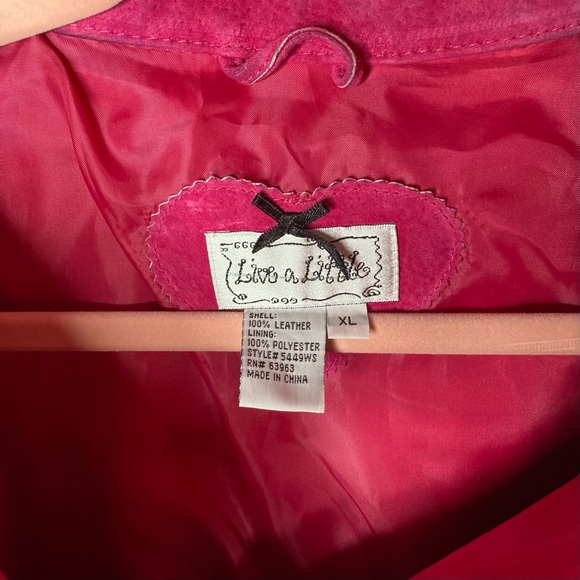 Live a Little
XL
SHELL:
100% LEATHER
LINING:
100% POLYESTER
STYLE# 5449WS
RN# 63963
MADE IN CHINA